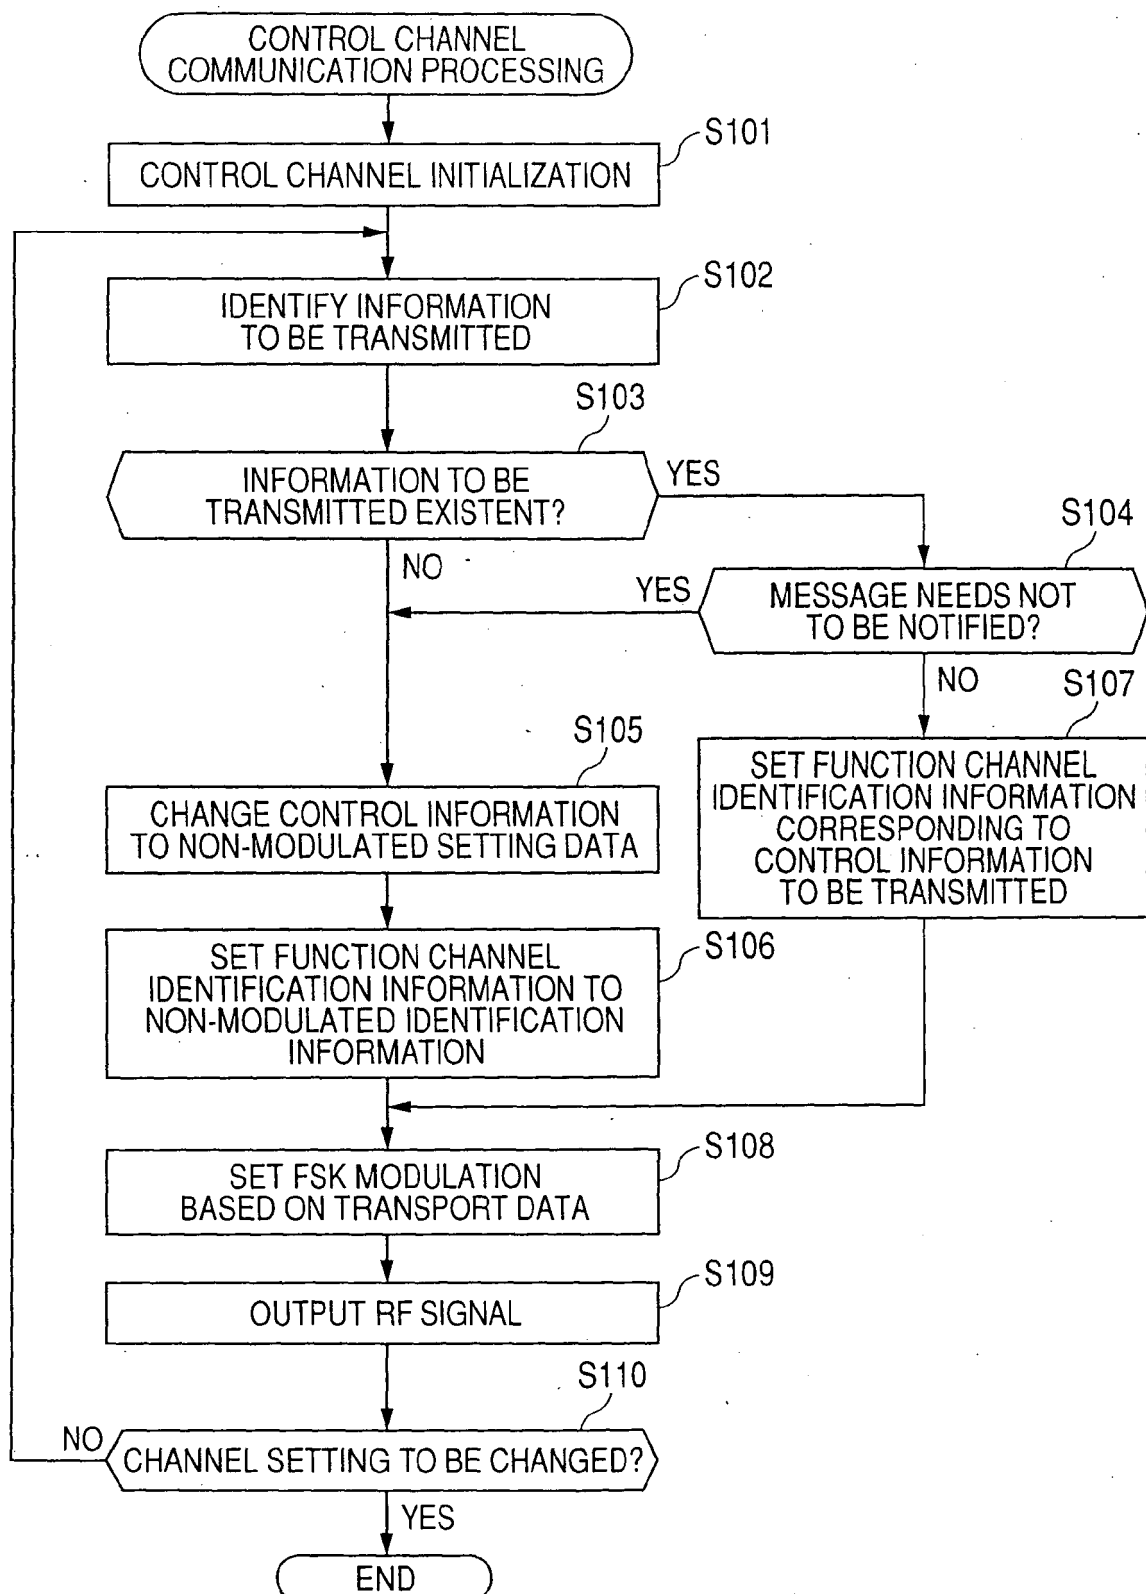 CONTROL CHANNEL
COMMUNICATION PROCESSING
S101
CONTROL CHANNEL INITIALIZATION
S102
IDENTIFY INFORMATION
TO BE TRANSMITTED
S103
INFORMATION TO BE
TRANSMITTED EXISTENT?
YES
NO
S104
MESSAGE NEEDS NOT
TO BE NOTIFIED?
YES
NO
S105
CHANGE CONTROL INFORMATION
TO NON-MODULATED SETTING DATA
S107
SET FUNCTION CHANNEL
IDENTIFICATION INFORMATION
CORRESPONDING TO
CONTROL INFORMATION
TO BE TRANSMITTED
S106
SET FUNCTION CHANNEL
IDENTIFICATION INFORMATION TO
NON-MODULATED IDENTIFICATION
INFORMATION
S108
SET FSK MODULATION
BASED ON TRANSPORT DATA
S109
OUTPUT RF SIGNAL
S110
CHANNEL SETTING TO BE CHANGED?
NO
YES
END